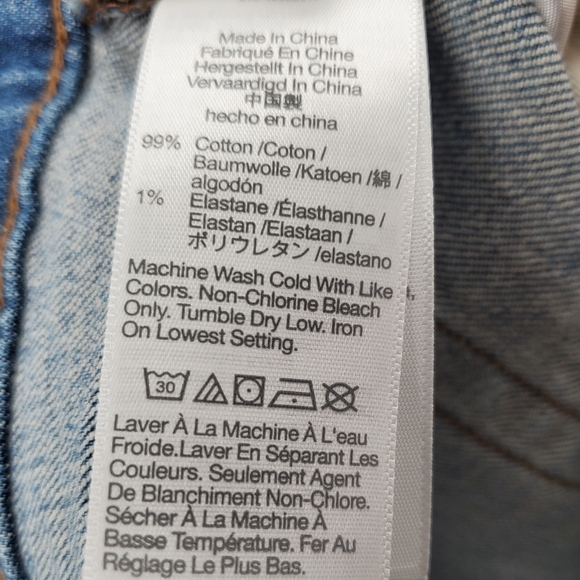 Made In China
Fabriqué En Chine
Hergestellt In China
Vervaardigd In China
中国製
hecho en china
99% Cotton /Coton /
Baumwolle /Katoen /綿 /
algodón
1% Elastane /Élasthanne /
Elastan /Elastaan /
ポリウレタン /elastano
Machine Wash Cold With Like
Colors. Non-Chlorine Bleach
Only. Tumble Dry Low. Iron
On Lowest Setting.
30
Laver À La Machine À L'eau
Froide.Laver En Séparant Les
Couleurs. Seulement Agent
De Blanchiment Non-Chlore.
Sécher À La Machine À
Basse Température. Fer Au
Réglage Le Plus Bas.